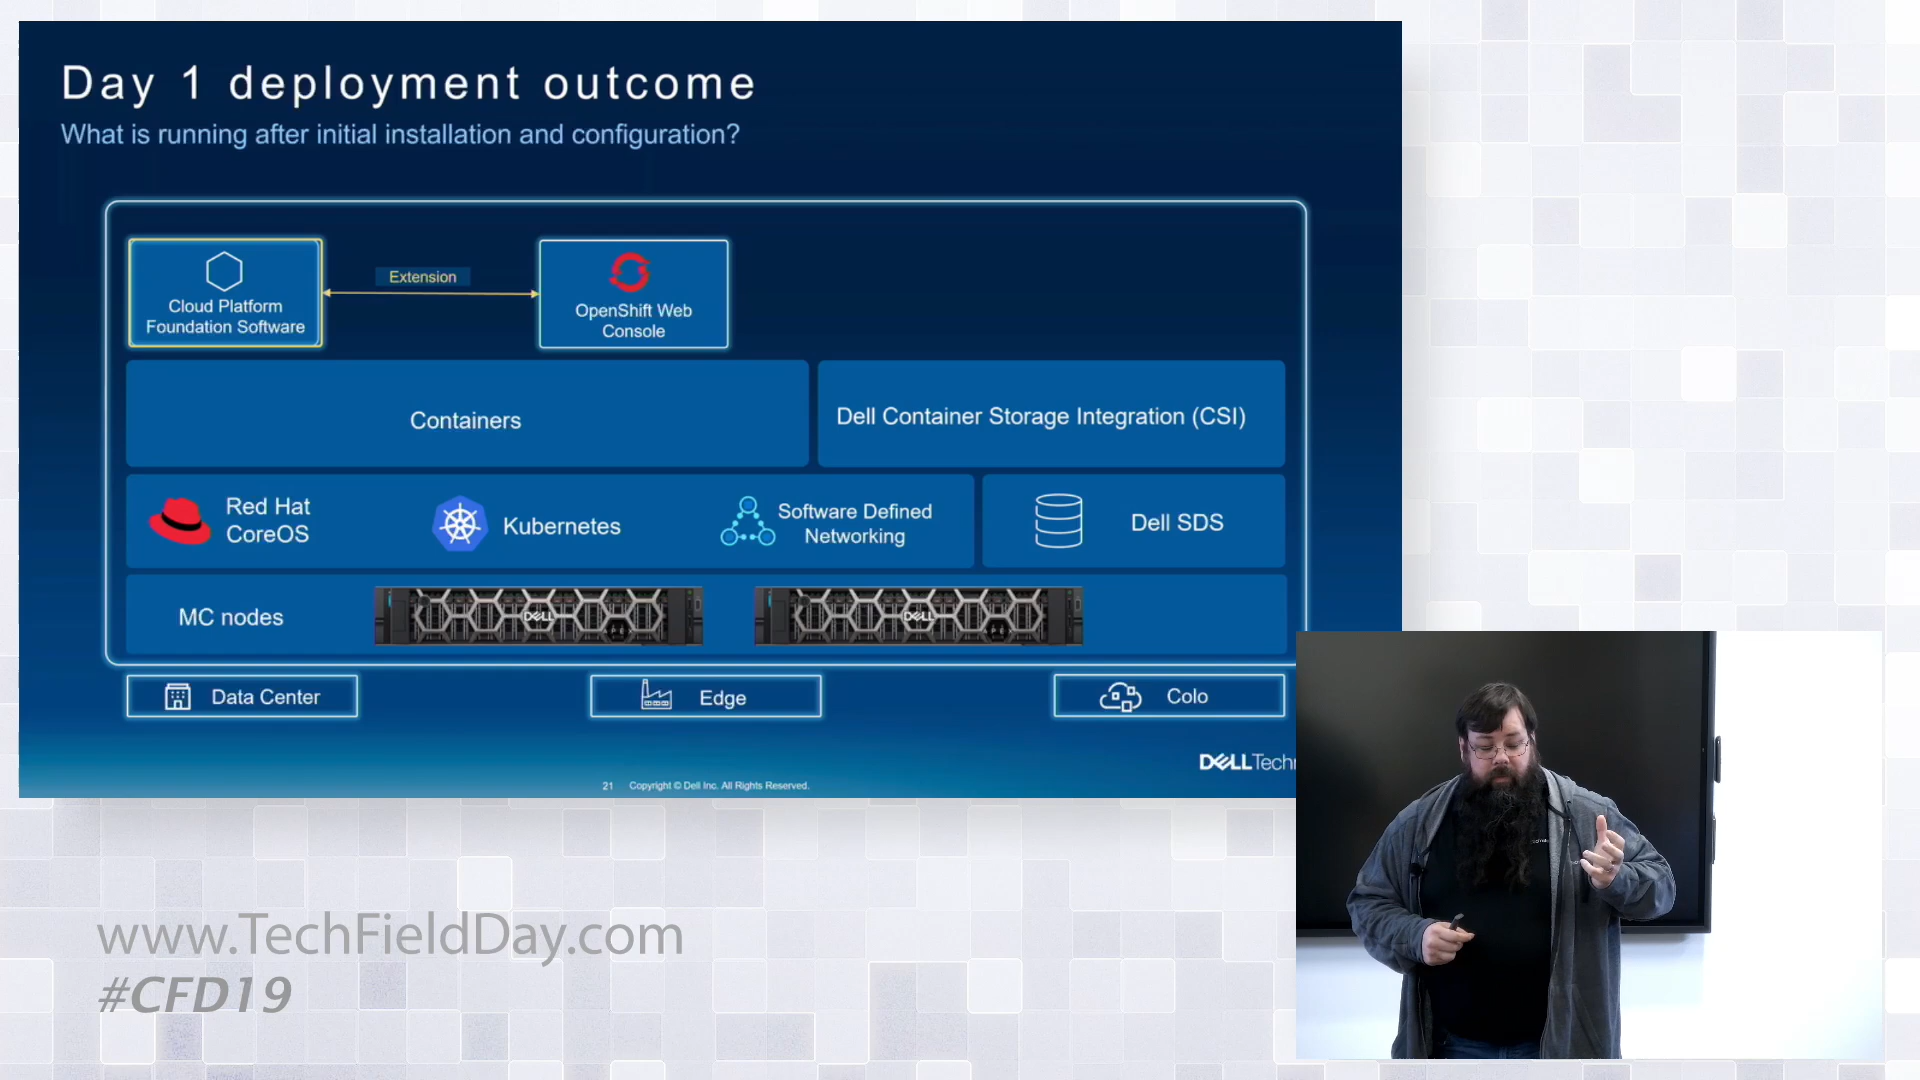 Day 1 deployment outcome
What is running after initial installation and configuration?
Cloud Platform
Foundation Software
Extension
OpenShift Web
Console
Containers
Dell Container Storage Integration (CSI)
Red Hat
CoreOS
Kubernetes
Software Defined
Networking
Dell SDS
MC nodes
DELL
DELL
Data Center
Edge
Colo
DELLTech
21 Copyright © Dell Inc. All Rights Reserved.
www.TechFieldDay.com
#CFD19